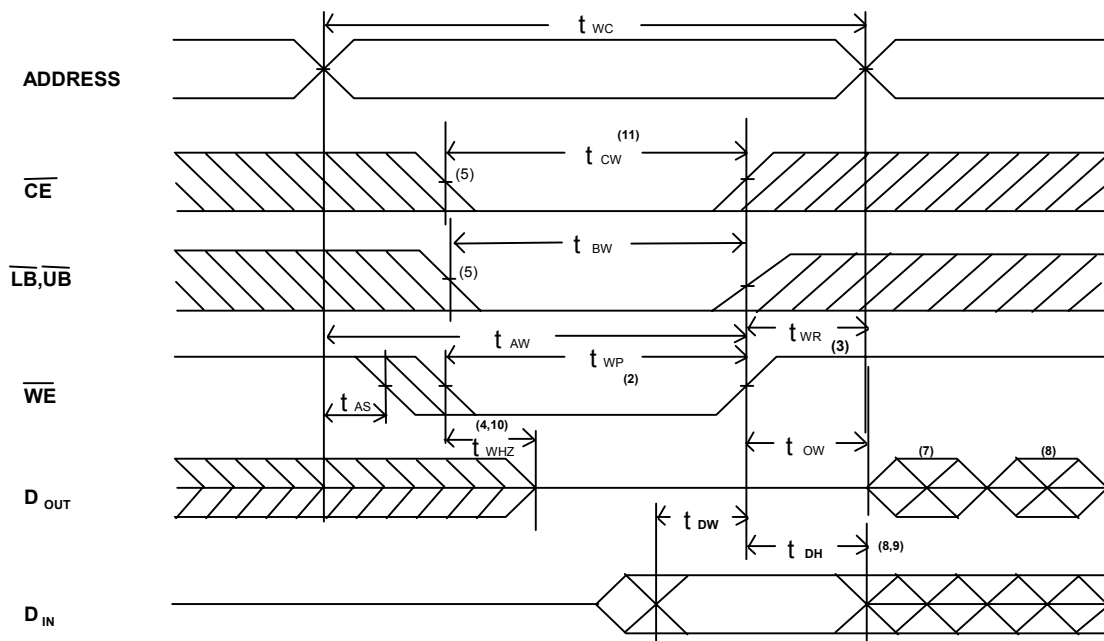 t WC
ADDRESS
(11)
t CW
CE
(5)
t BW
LB,UB
(5)
t AW
t WR
(3)
t WP
(2)
WE
t AS
(4,10)
t WHZ
t OW
(7)
(8)
D OUT
t DW
t DH
(8,9)
D IN